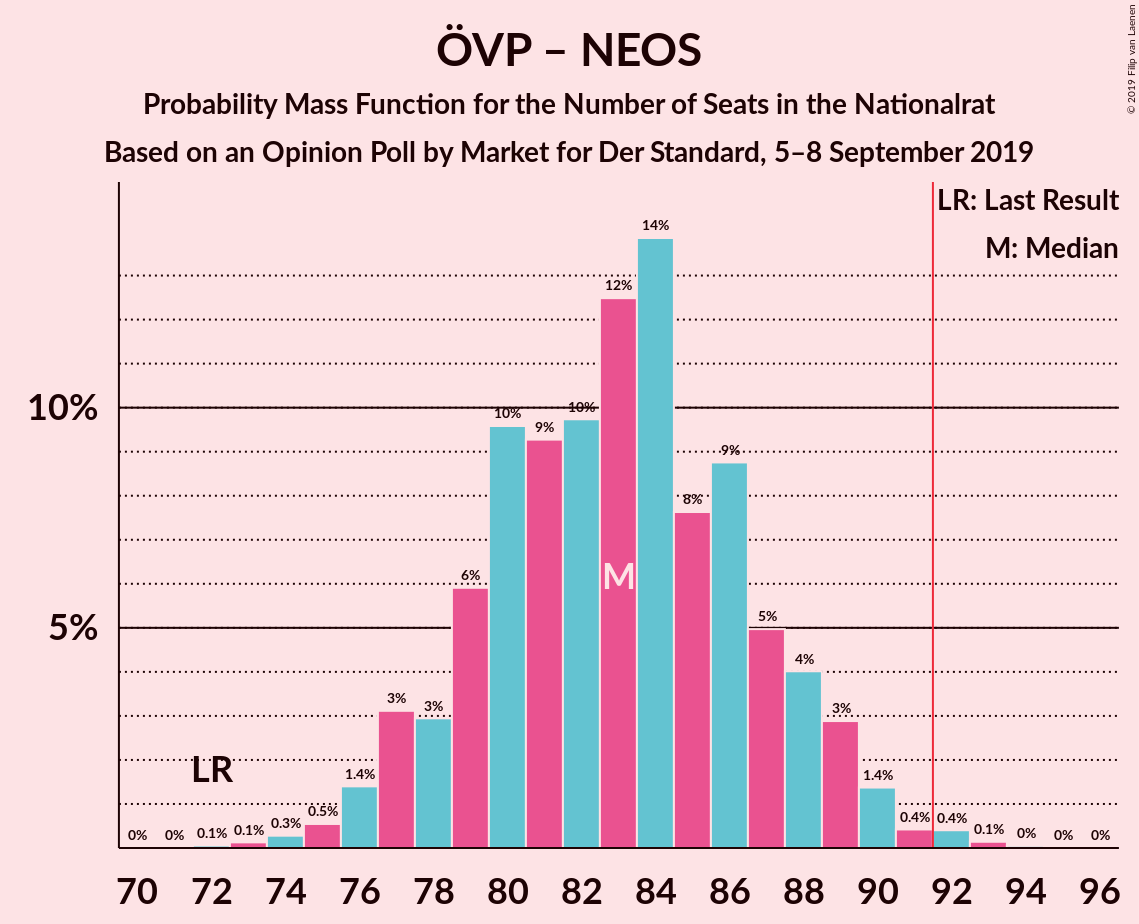 ÖVP – NEOS
Probability Mass Function for the Number of Seats in the Nationalrat
Based on an Opinion Poll by Market for Der Standard, 5–8 September 2019
© 2019 Filip van Laenen
LR: Last Result
M: Median
10%
5%
0% 0% 0.1% 0.1% 0.3% 0.5% 1.4% 3% 3% 6% 10% 9% 10% 12% 14% 8% 9% 5% 4% 3% 1.4% 0.4% 0.4% 0.1% 0% 0% 0%
LR
M
70 72 74 76 78 80 82 84 86 88 90 92 94 96